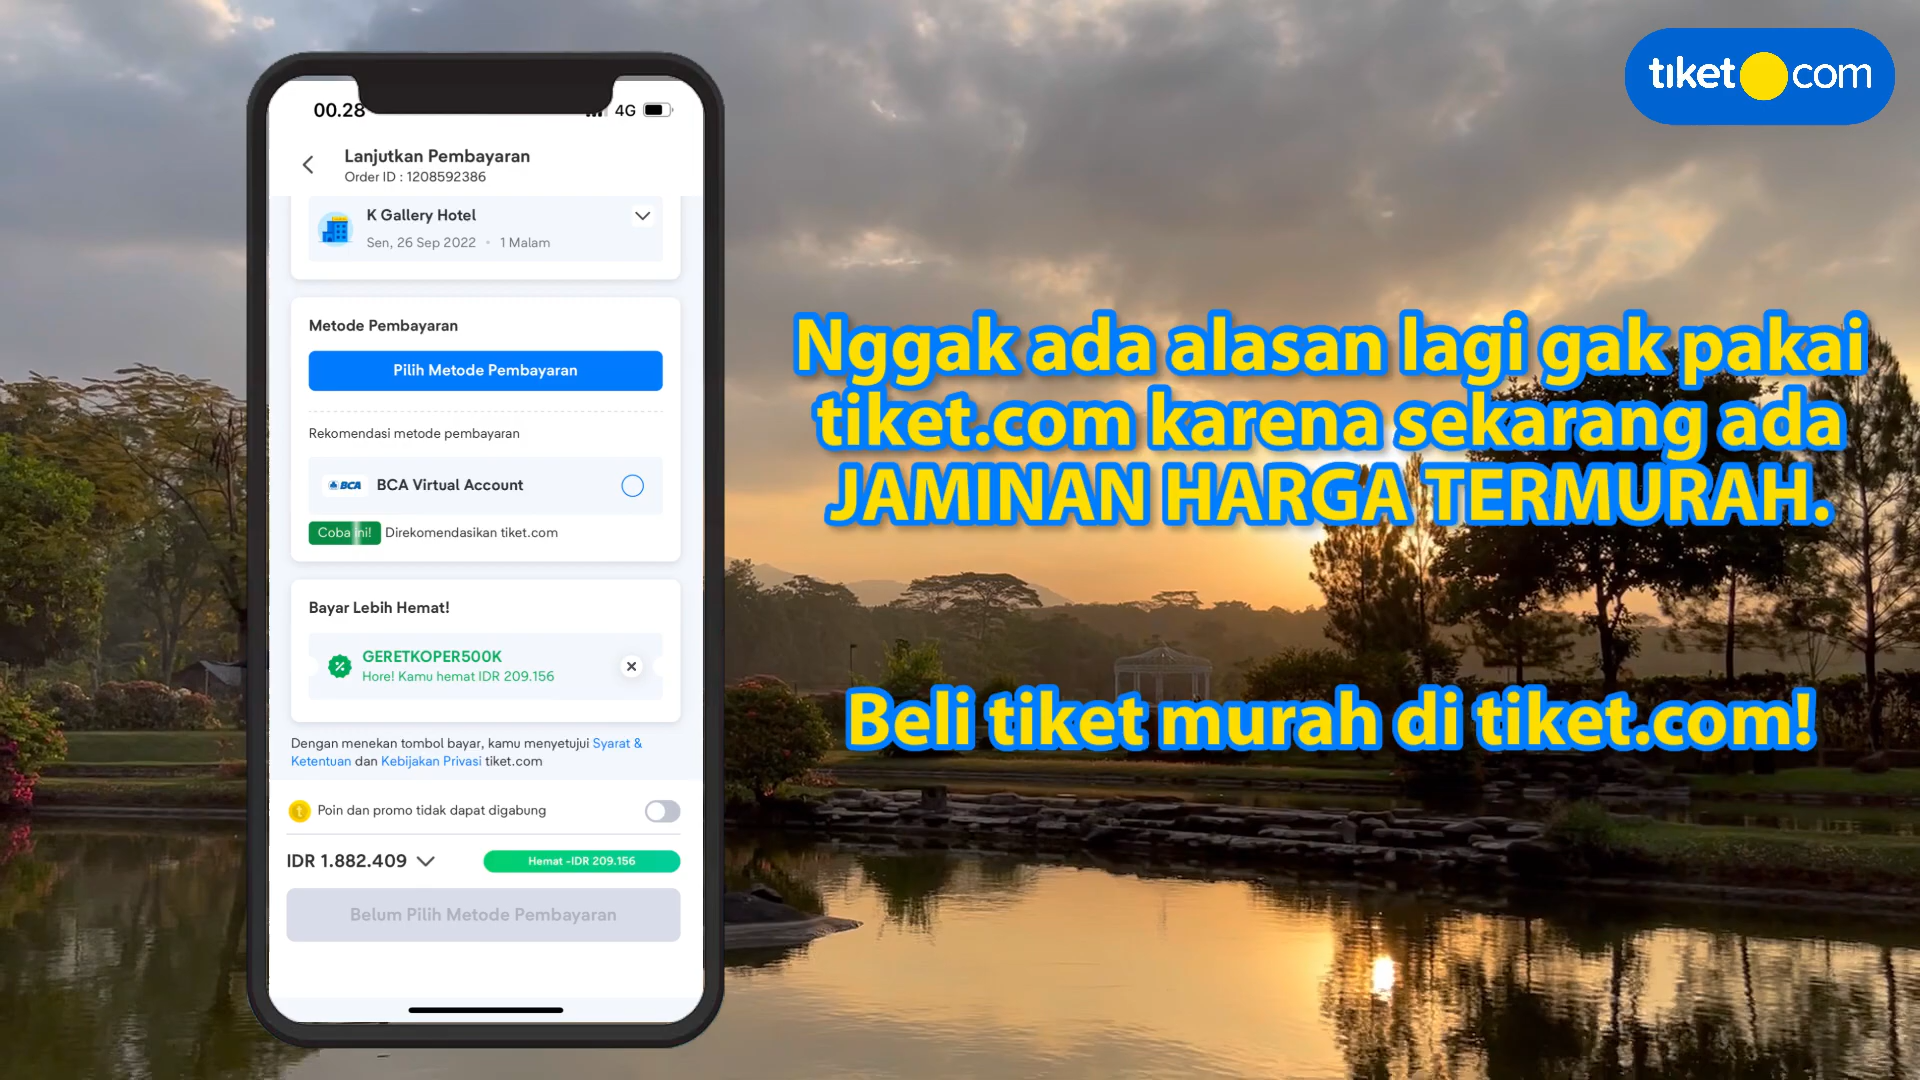 tiket com
00.28 4G
Lanjutkan Pembayaran
Order ID : 1208592386
K Gallery Hotel
Sen, 26 Sep 2022 • 1 Malam
Metode Pembayaran
Pilih Metode Pembayaran
Rekomendasi metode pembayaran
BCA BCA Virtual Account
Coba ini! Direkomendasikan tiket.com
Bayar Lebih Hemat!
GERETKOPER500K
Hore! Kamu hemat IDR 209.156
Dengan menekan tombol bayar, kamu menyetujui Syarat &
Ketentuan dan Kebijakan Privasi tiket.com
t Poin dan promo tidak dapat digabung
IDR 1.882.409 Hemat -IDR 209.156
Belum Pilih Metode Pembayaran
Nggak ada alasan lagi gak pakai
tiket.com karena sekarang ada
JAMINAN HARGA TERMURAH.
Beli tiket murah di tiket.com!